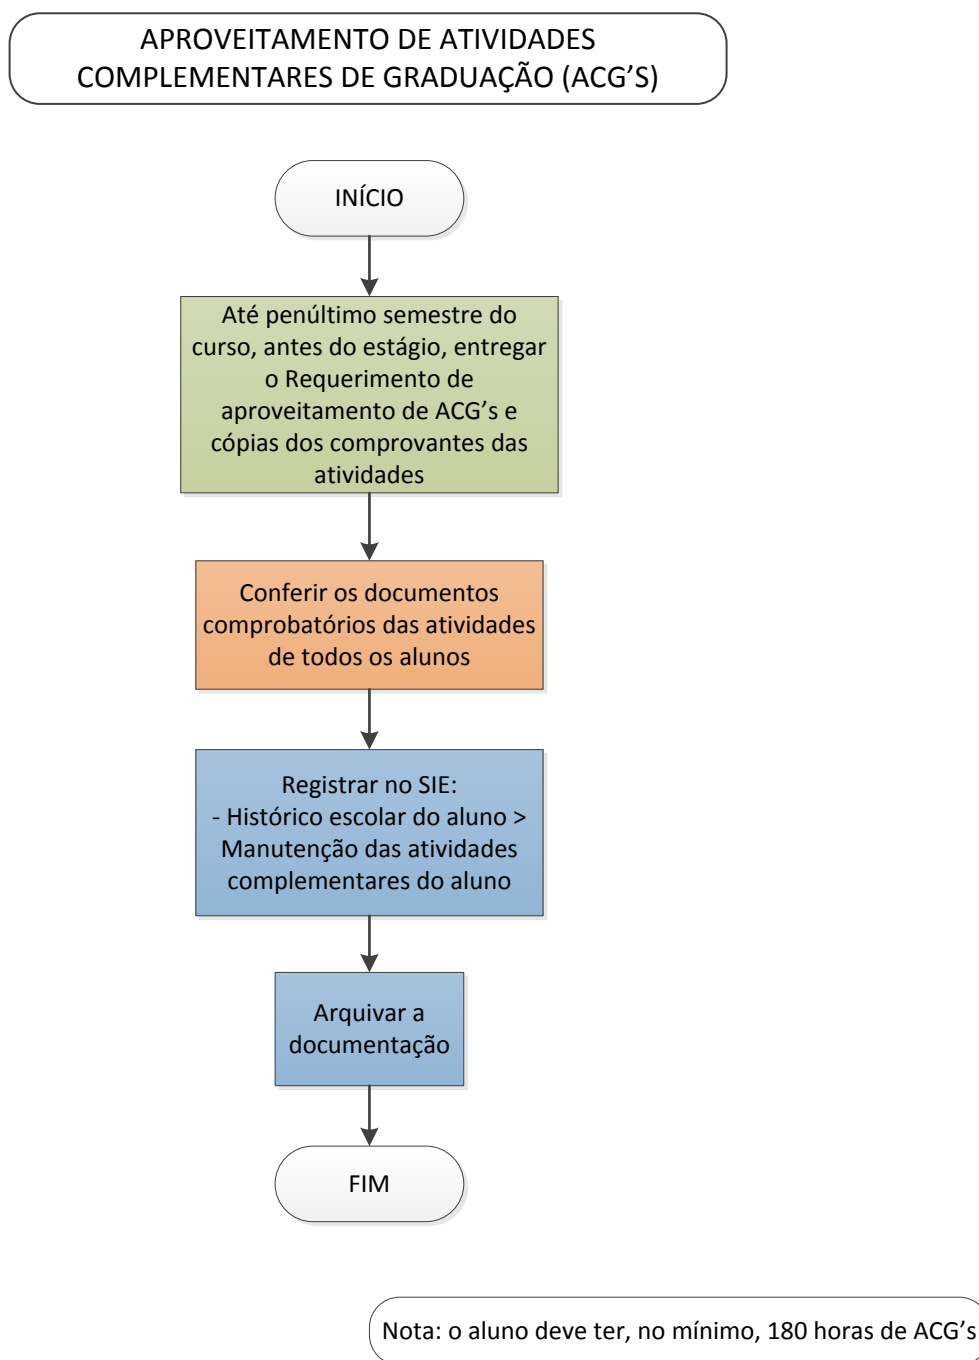 APROVEITAMENTO DE ATIVIDADES
COMPLEMENTARES DE GRADUAÇÃO (ACG’S)
INÍCIO
Até penúltimo semestre do
curso, antes do estágio, entregar
o Requerimento de
aproveitamento de ACG’s e
cópias dos comprovantes das
atividades
Conferir os documentos
comprobatórios das atividades
de todos os alunos
Registrar no SIE:
- Histórico escolar do aluno >
Manutenção das atividades
complementares do aluno
Arquivar a
documentação
FIM
Nota: o aluno deve ter, no mínimo, 180 horas de ACG’s